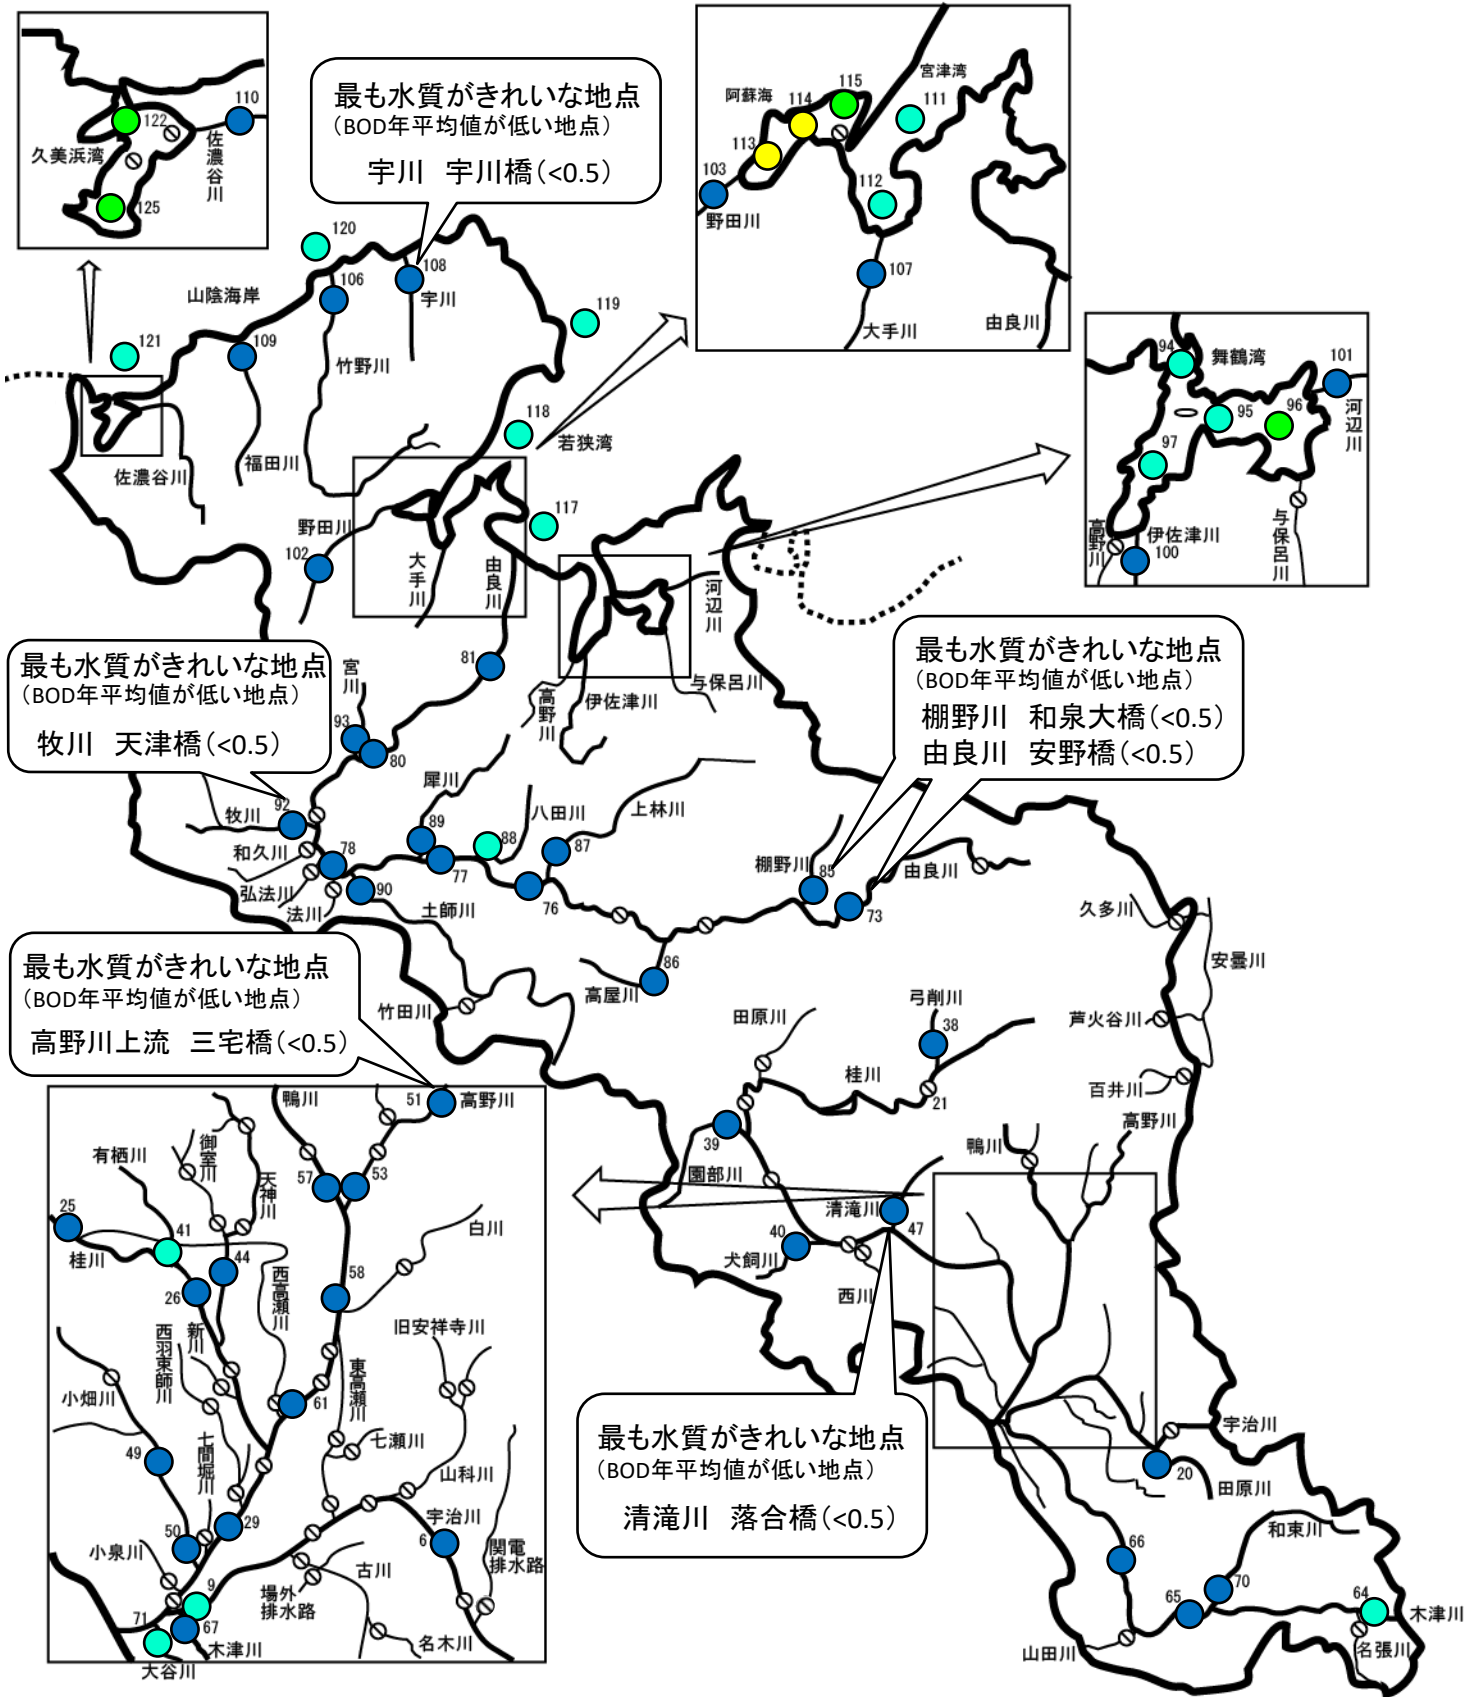 110
122
久美浜湾
佐濃谷川
125
最も水質がきれいな地点
(BOD年平均値が低い地点)
宇川　宇川橋(<0.5)
宮津湾
115
阿蘇海
114
111
113
103
112
野田川
107
大手川
由良川
94
舞鶴湾
101
95
96
河辺川
97
高野川
伊佐津川
100
与保呂川
120
108
山陰海岸
106
宇川
119
121
109
竹野川
118
若狭湾
福田川
佐濃谷川
117
野田川
102
大手川
由良川
河辺川
最も水質がきれいな地点
(BOD年平均値が低い地点)
牧川　天津橋(<0.5)
宮川
81
与保呂川
高野川
伊佐津川
93
80
最も水質がきれいな地点
(BOD年平均値が低い地点)
棚野川　和泉大橋(<0.5)
由良川　安野橋(<0.5)
犀川
92
牧川
八田川
上林川
89
88
87
和久川
78
77
棚野川
85
由良川
弘法川
90
76
73
法川
土師川
久多川
安曇川
最も水質がきれいな地点
(BOD年平均値が低い地点)
高野川上流　三宅橋(<0.5)
86
高屋川
竹田川
弓削川
田原川
38
芦火谷川
桂川
21
百井川
高野川
39
鴨川
園部川
清滝川
47
40
犬飼川
西川
鴨川
51
高野川
有栖川
御室川
天神川
57
53
25
41
白川
桂川
44
58
26
西高瀬川
旧安祥寺川
新川
西羽東師川
東高瀬川
小畑川
61
七瀬川
49
七間堀川
山科川
宇治川
50
29
6
関電
排水路
小泉川
古川
9
場外
排水路
71
67
木津川
名木川
大谷川
最も水質がきれいな地点
(BOD年平均値が低い地点)
清滝川　落合橋(<0.5)
宇治川
20
田原川
和束川
66
70
65
64
木津川
山田川
名張川